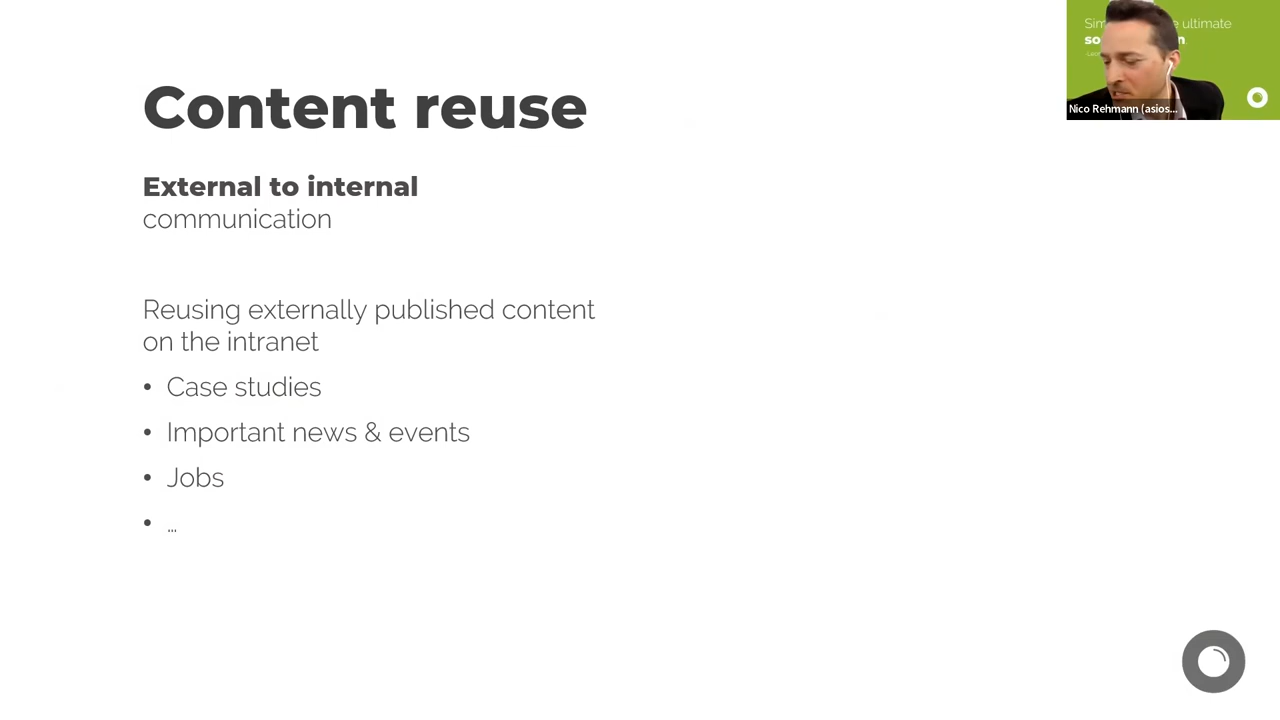 Content reuse
External to internal
communication
Reusing externally published content
on the intranet
• Case studies
• Important news & events
• Jobs
• ...
Sim e ultimate
so n
Nico Rehmann (asios...